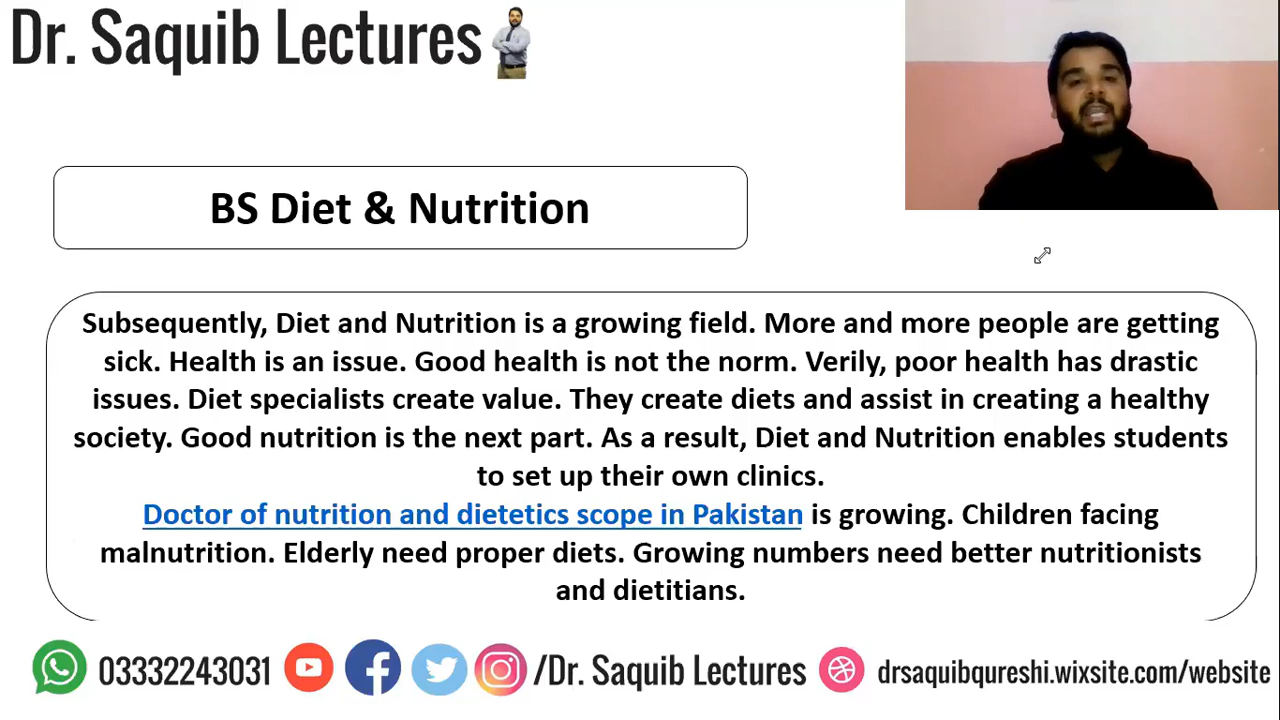 Dr. Saquib Lectures
BS Diet & Nutrition
Subsequently, Diet and Nutrition is a growing field. More and more people are getting
sick. Health is an issue. Good health is not the norm. Verily, poor health has drastic
issues. Diet specialists create value. They create diets and assist in creating a healthy
society. Good nutrition is the next part. As a result, Diet and Nutrition enables students
to set up their own clinics.
Doctor of nutrition and dietetics scope in Pakistan is growing. Children facing
malnutrition. Elderly need proper diets. Growing numbers need better nutritionists
and dietitians.
03332243031 /Dr. Saquib Lectures drsaquibqureshi.wixsite.com/website